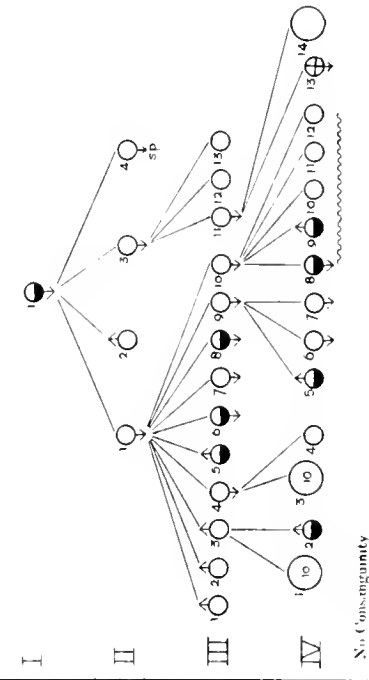 I 1
II 1 2 3 4 sp
III 1 2 3 4 5 6 7 8 9 10 11 12 13
IV 1 10 2 3 10 4 5 6 7 8 9 10 11 12 13 14
No Consanguinity